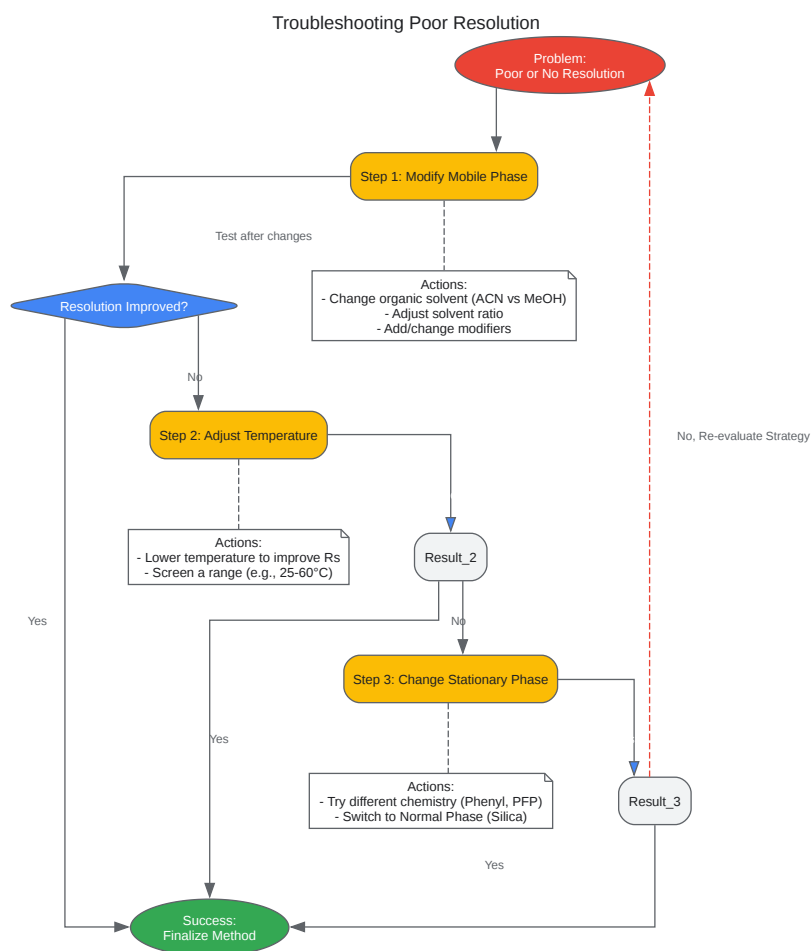 Troubleshooting Poor Resolution
Problem:
Poor or No Resolution
Step 1: Modify Mobile Phase
Test after changes
Actions:
- Change organic solvent (ACN vs MeOH)
- Adjust solvent ratio
- Add/change modifiers
Resolution Improved?
No
Step 2: Adjust Temperature
No, Re-evaluate Strategy
Actions:
- Lower temperature to improve Rs
- Screen a range (e.g., 25-60°C)
Result_2
Yes
No
Step 3: Change Stationary Phase
Yes
Actions:
- Try different chemistry (Phenyl, PFP)
- Switch to Normal Phase (Silica)
Result_3
Yes
Success:
Finalize Method